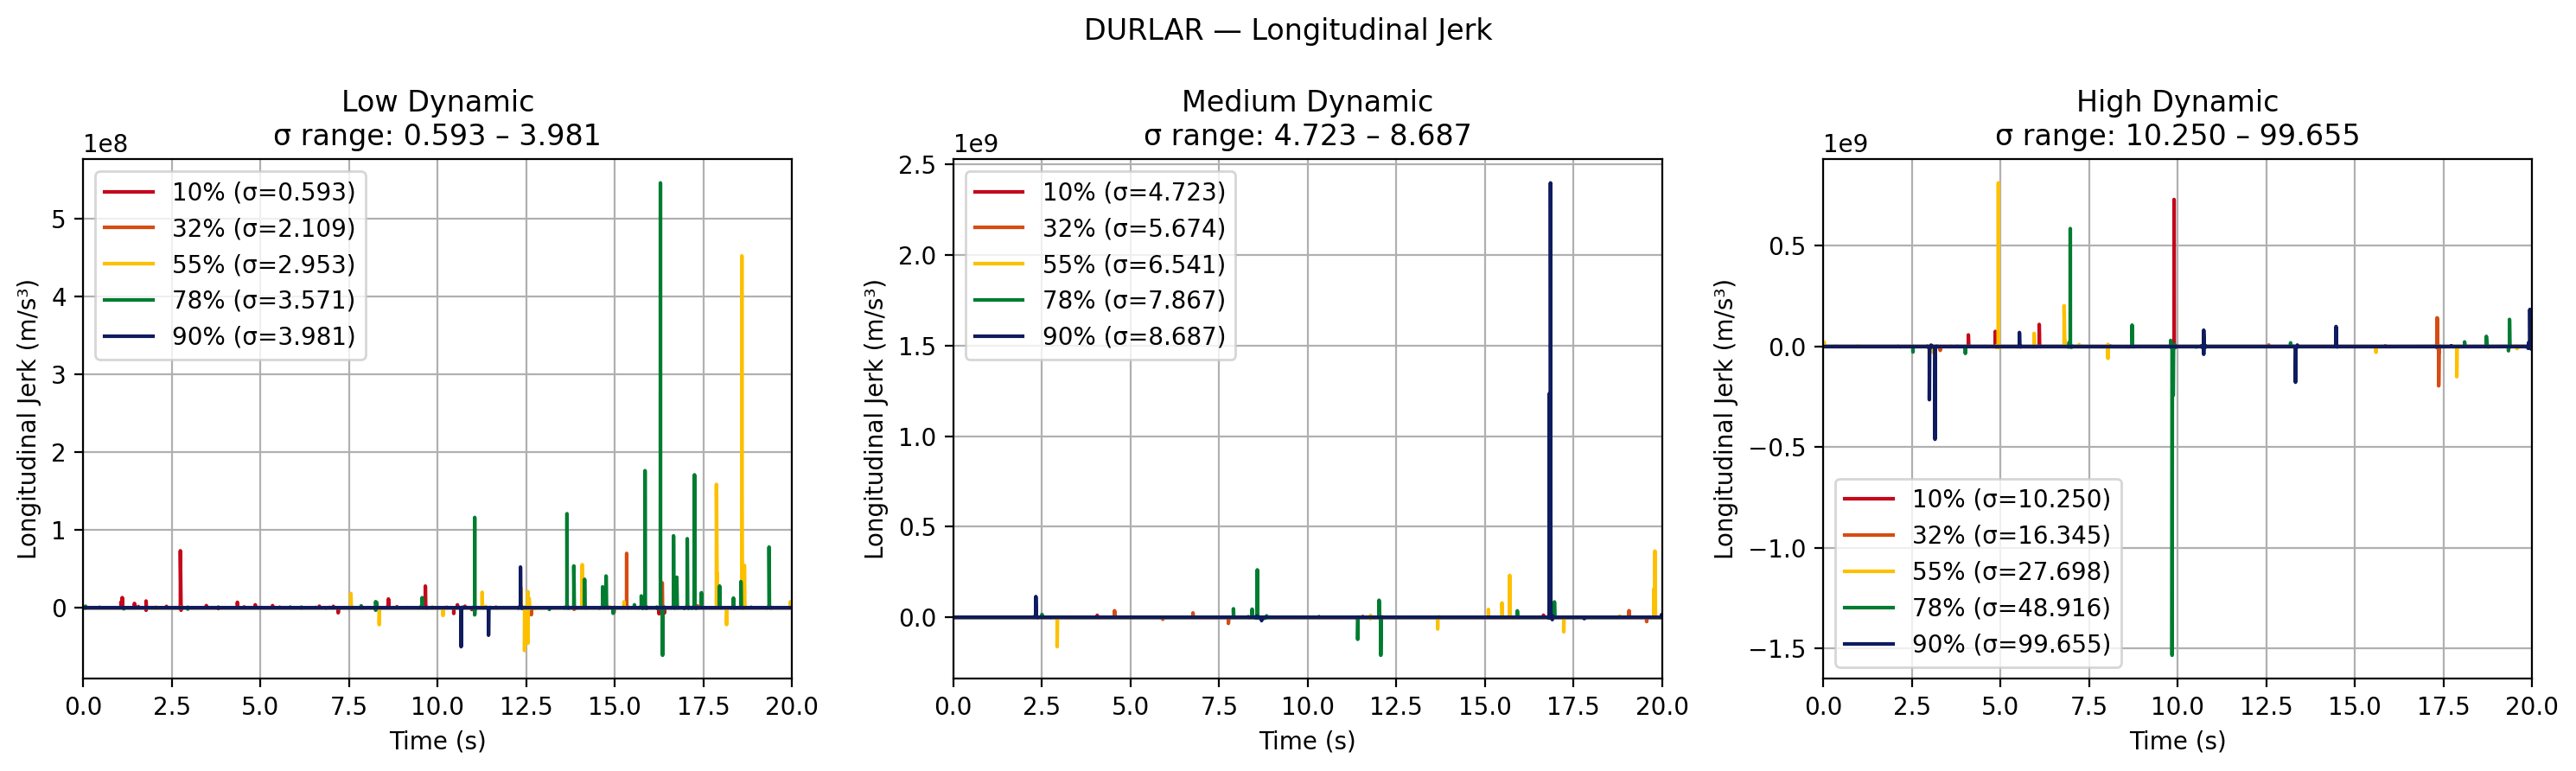 DURLAR — Longitudinal Jerk
Low Dynamic
σ range: 0.593 – 3.981
1e8
10% (σ=0.593)
32% (σ=2.109)
55% (σ=2.953)
78% (σ=3.571)
90% (σ=3.981)
5
4
3
2
1
0
Longitudinal Jerk (m/s³)
0.0 2.5 5.0 7.5 10.0 12.5 15.0 17.5 20.0
Time (s)
Medium Dynamic
σ range: 4.723 – 8.687
1e9
10% (σ=4.723)
32% (σ=5.674)
55% (σ=6.541)
78% (σ=7.867)
90% (σ=8.687)
2.5
2.0
1.5
1.0
0.5
0.0
Longitudinal Jerk (m/s³)
0.0 2.5 5.0 7.5 10.0 12.5 15.0 17.5 20.0
Time (s)
High Dynamic
σ range: 10.250 – 99.655
1e9
0.5
0.0
−0.5
−1.0
−1.5
Longitudinal Jerk (m/s³)
10% (σ=10.250)
32% (σ=16.345)
55% (σ=27.698)
78% (σ=48.916)
90% (σ=99.655)
0.0 2.5 5.0 7.5 10.0 12.5 15.0 17.5 20.0
Time (s)